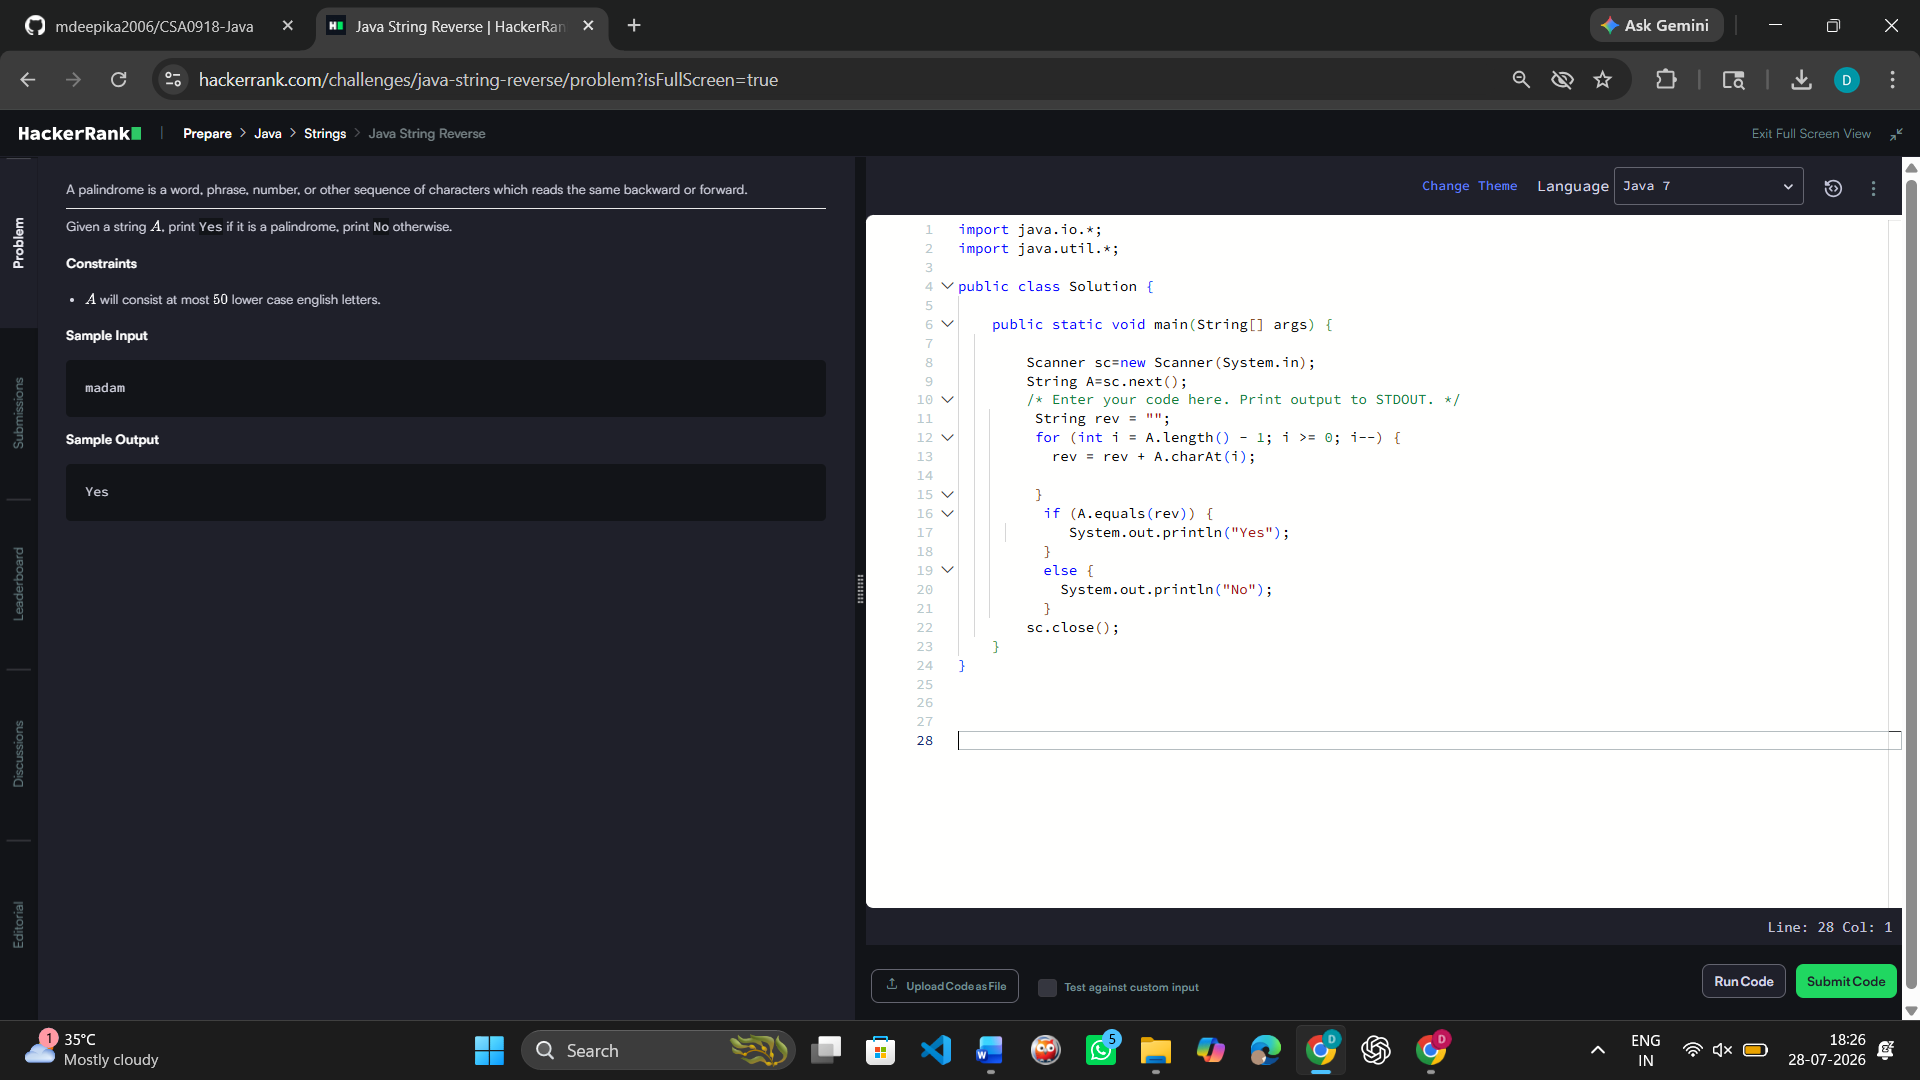 mdeepika2006/CSA0918-Java
Java String Reverse | HackerRan
Ask Gemini
hackerrank.com/challenges/java-string-reverse/problem?isFullScreen=true
D
HackerRank
Prepare > Java > Strings > Java String Reverse
Exit Full Screen View
Problem
Submissions
Leaderboard
Discussions
Editorial
A palindrome is a word, phrase, number, or other sequence of characters which reads the same backward or forward.
Given a string A, print Yes if it is a palindrome, print No otherwise.
Constraints
• A will consist at most 50 lower case english letters.
Sample Input
madam
Sample Output
Yes
Change Theme
Language
Java 7
1 import java.io.*;
2 import java.util.*;
3
4 public class Solution {
5
6 public static void main(String[] args) {
7
8 Scanner sc=new Scanner(System.in);
9 String A=sc.next();
10 /* Enter your code here. Print output to STDOUT. */
11 String rev = "";
12 for (int i = A.length() - 1; i >= 0; i--) {
13 rev = rev + A.charAt(i);
14
15 }
16 if (A.equals(rev)) {
17 System.out.println("Yes");
18 }
19 else {
20 System.out.println("No");
21 }
22 sc.close();
23 }
24 }
25
26
27
28
Line: 28 Col: 1
Upload Code as File
Test against custom input
Run Code
Submit Code
1
35°C
Mostly cloudy
Search
W
5
D
D
ENG
IN
18:26
28-07-2026